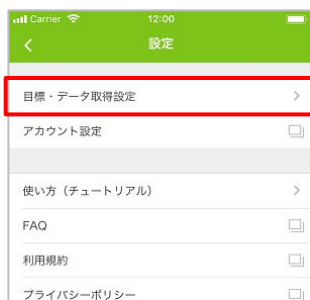 Carrier 12:00
設定
目標・データ取得設定
アカウント設定
使い方（チュートリアル）
FAQ
利用規約
プライバシーポリシー